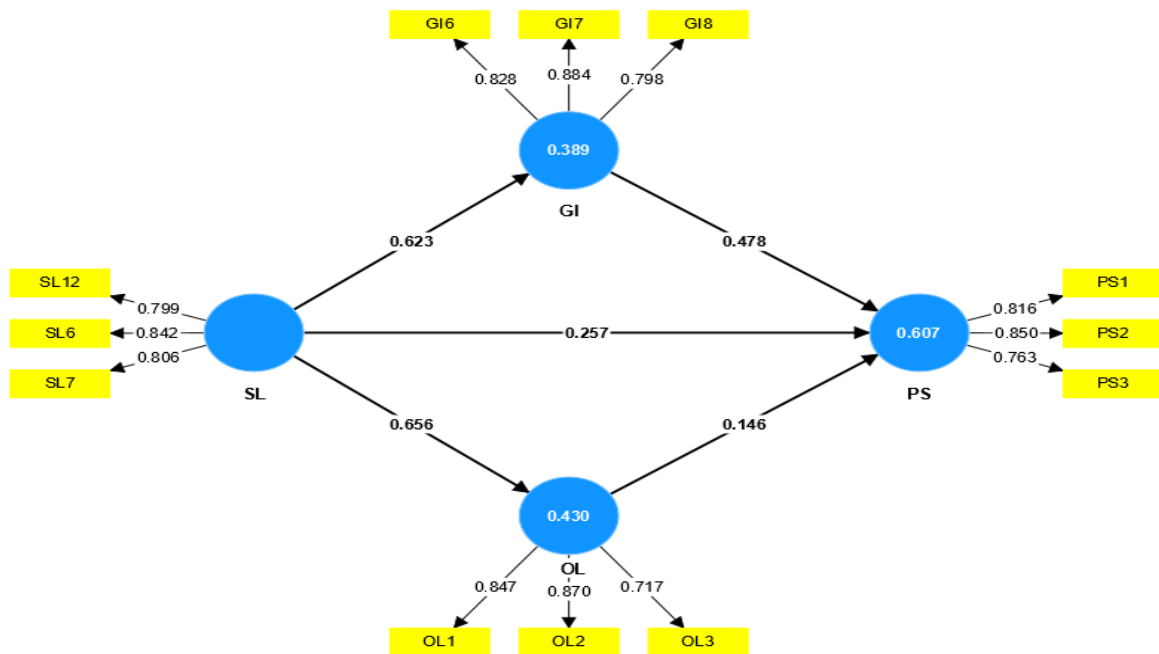 GI6 GI7 GI8
0.828 0.884 0.798
0.389
GI
0.623 0.478
SL12 PS1
0.799 0.816
SL6 0.842 0.257 0.607 0.850 PS2
0.806 0.763
SL7 PS3
SL PS
0.656 0.146
0.430
OL
0.847 0.870 0.717
OL1 OL2 OL3